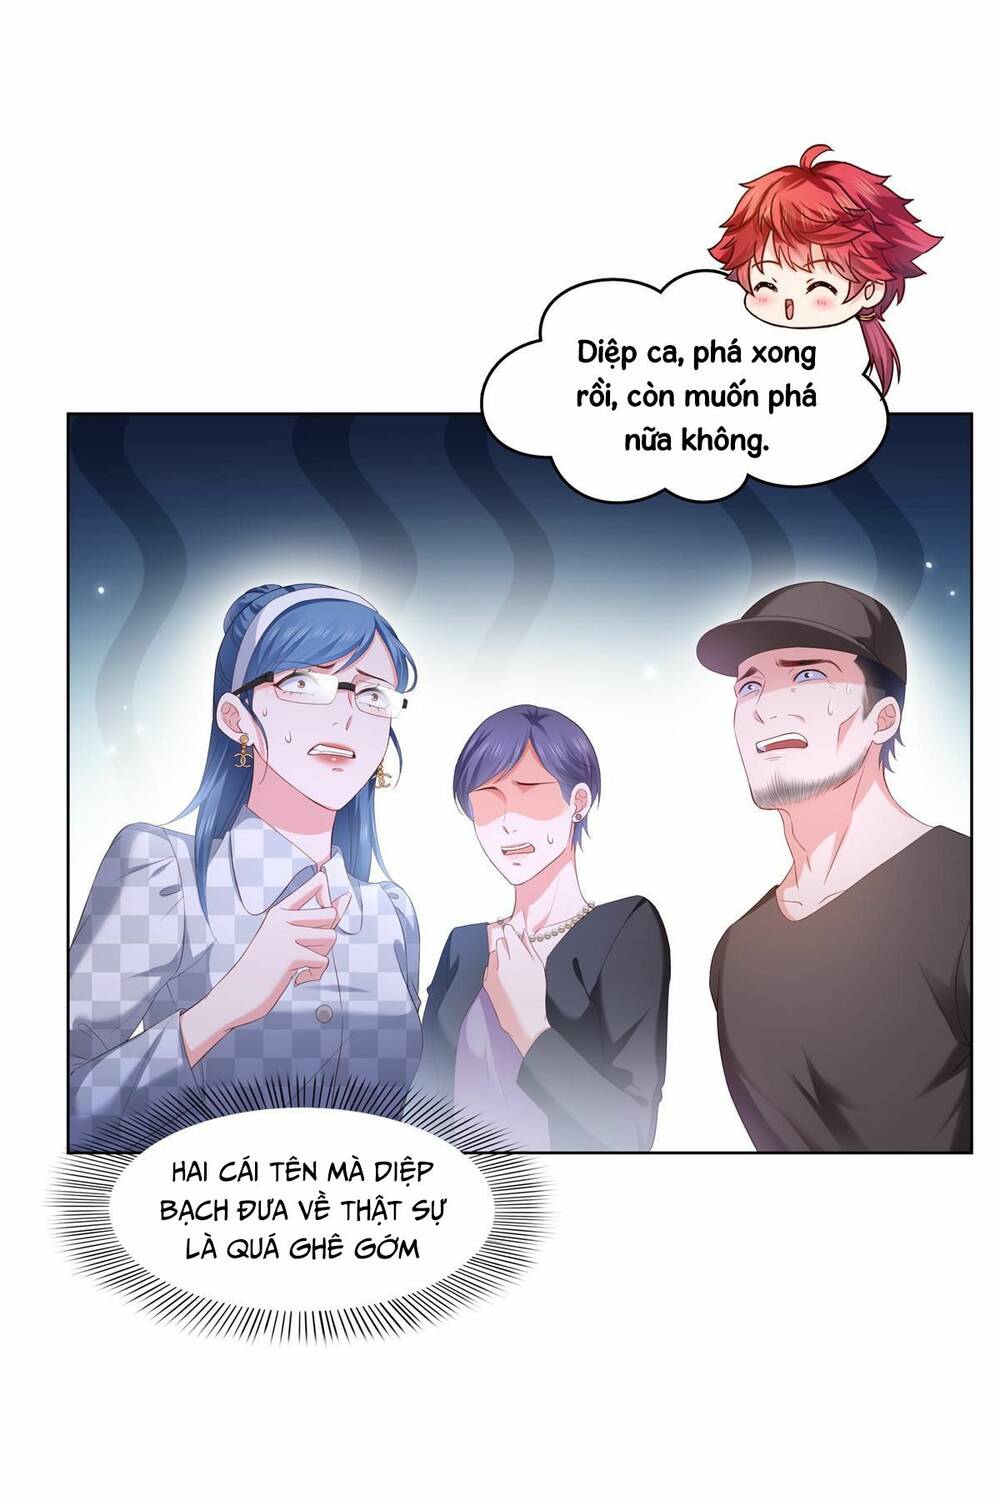 Diệp ca, phá xong
rồi, còn muốn phá
nữa không.
HAI CÁI TÊN MÀ DIỆP
BẠCH ĐƯA VỀ THẬT SỰ
LÀ QUÁ GHÊ GỚM